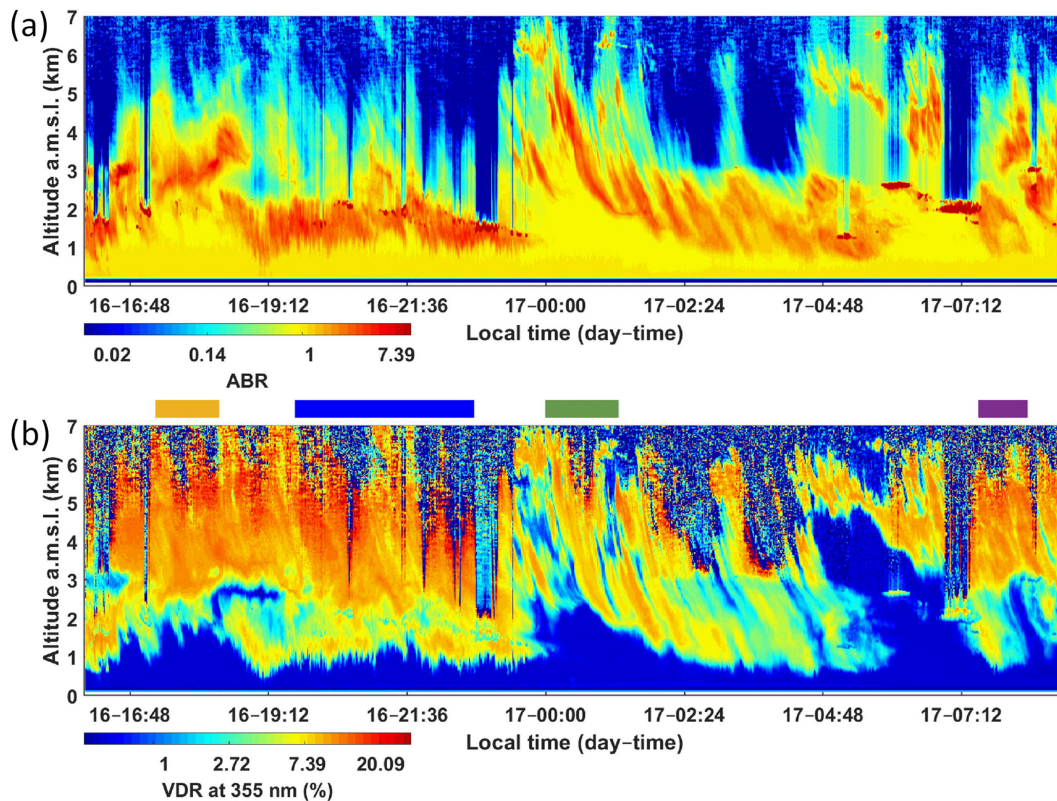 (a)
Altitude a.m.s.l. (km)
7
6
5
4
3
2
1
0
16−16:48 16−19:12 16−21:36 17−00:00 17−02:24 17−04:48 17−07:12
Local time (day−time)
0.02 0.14 1 7.39
ABR
(b)
Altitude a.m.s.l. (km)
7
6
5
4
3
2
1
0
16−16:48 16−19:12 16−21:36 17−00:00 17−02:24 17−04:48 17−07:12
Local time (day−time)
1 2.72 7.39 20.09
VDR at 355 nm (%)